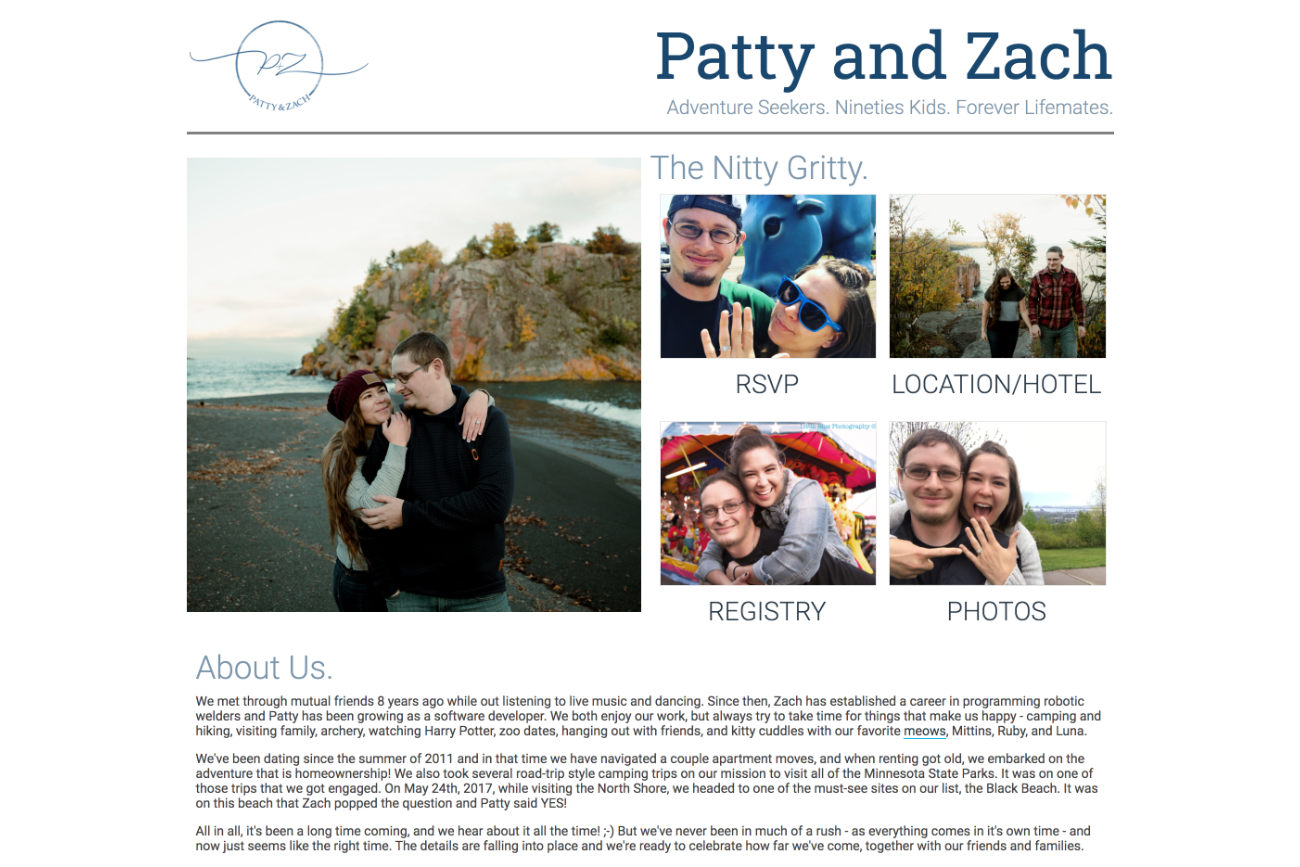 P+Z
PATTY&ZACH
Patty and Zach
Adventure Seekers. Nineties Kids. Forever Lifemates.
The Nitty Gritty.
RSVP
LOCATION/HOTEL
REGISTRY
PHOTOS
About Us.
We met through mutual friends 8 years ago while out listening to live music and dancing. Since then, Zach has established a career in programming robotic
welders and Patty has been growing as a software developer. We both enjoy our work, but always try to take time for things that make us happy - camping and
hiking, visiting family, archery, watching Harry Potter, zoo dates, hanging out with friends, and kitty cuddles with our favorite meows, Mittins, Ruby, and Luna.
We've been dating since the summer of 2011 and in that time we have navigated a couple apartment moves, and when renting got old, we embarked on the
adventure that is homeownership! We also took several road-trip style camping trips on our mission to visit all of the Minnesota State Parks. It was on one of
those trips that we got engaged. On May 24th, 2017, while visiting the North Shore, we headed to one of the must-see sites on our list, the Black Beach. It was
on this beach that Zach popped the question and Patty said YES!
All in all, it's been a long time coming, and we hear about it all the time! ;-) But we've never been in much of a rush - as everything comes in it's own time - and
now just seems like the right time. The details are falling into place and we're ready to celebrate how far we've come, together with our friends and families.